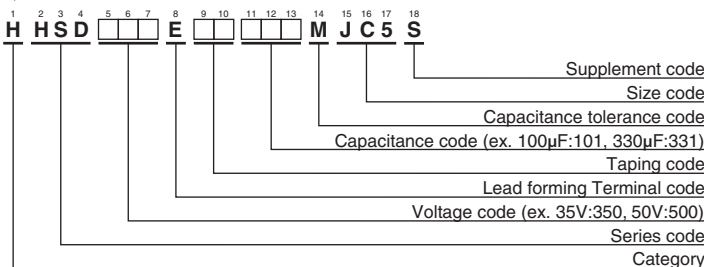 1 2 3 4 5 6 7 8 9 10 11 12 13 14 15 16 17 18
H HSD □□□ E □□ □□□ M JC5 S
Supplement code
Size code
Capacitance tolerance code
Capacitance code (ex. 100µF:101, 330µF:331)
Taping code
Lead forming Terminal code
Voltage code (ex. 35V:350, 50V:500)
Series code
Category